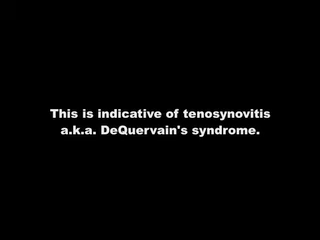 This is indicative of tenosynovitis
a.k.a. DeQuervain's syndrome.